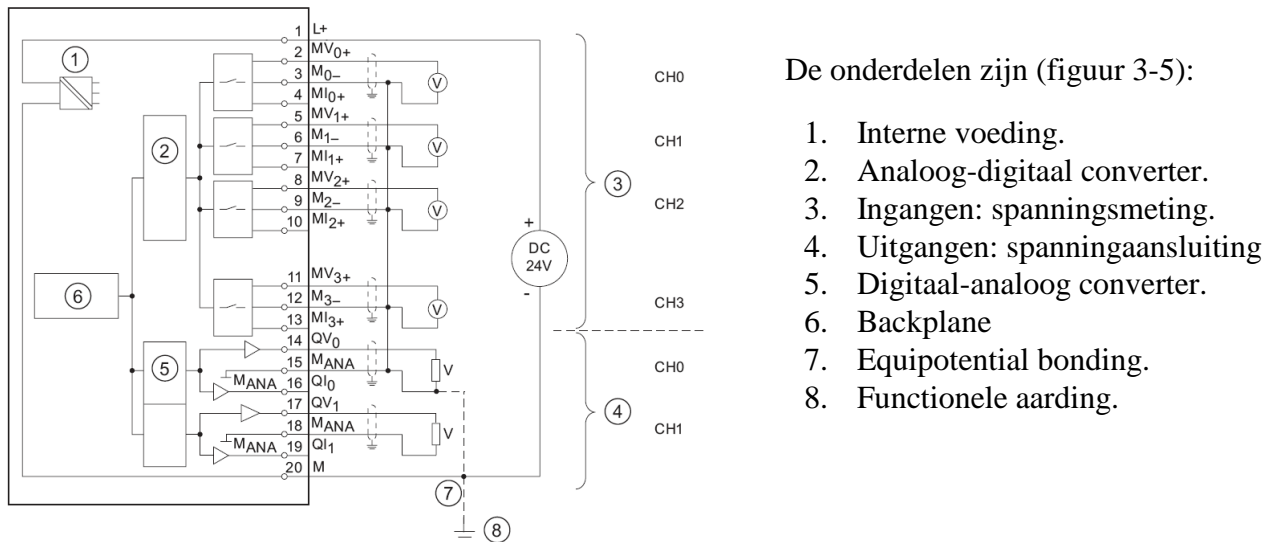 1 L+
2 MV0+
3 M0–
4 MI0+
5 MV1+
6 M1–
7 MI1+
8 MV2+
9 M2–
10 MI2+
11 MV3+
12 M3–
13 MI3+
14 QV0
15 MANA
MANA 16 QI0
17 QV1
18 MANA
MANA 19 QI1
20 M
1
2
6
5
V
V
V
V
V
V
+
DC
24V
-
3
4
7
8
CH0
CH1
CH2
CH3
CH0
CH1
De onderdelen zijn (figuur 3-5):
1. Interne voeding.
2. Analoog-digitaal converter.
3. Ingangen: spanningsmeting.
4. Uitgangen: spanningaansluiting
5. Digitaal-analoog converter.
6. Backplane
7. Equipotential bonding.
8. Functionele aarding.